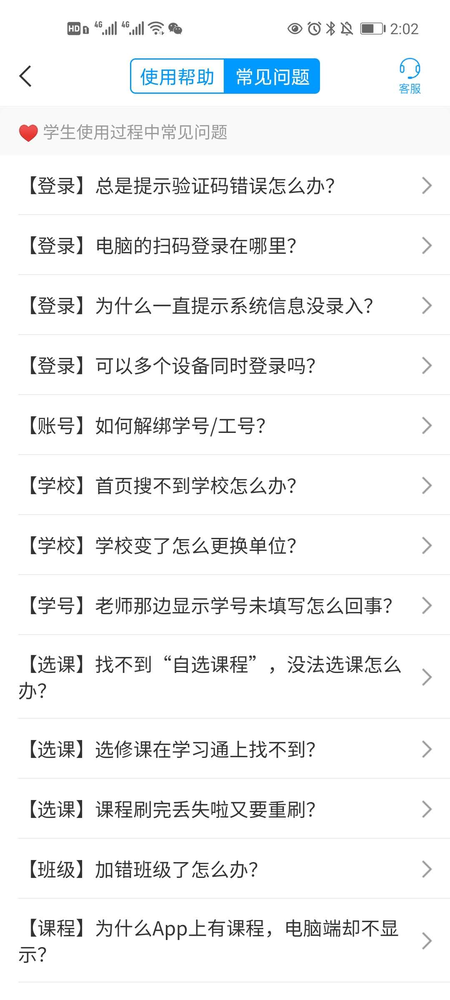 HD 1 4G 4G 2:02
使用帮助 常见问题
客服
学生使用过程中常见问题
【登录】总是提示验证码错误怎么办？
【登录】电脑的扫码登录在哪里？
【登录】为什么一直提示系统信息没录入？
【登录】可以多个设备同时登录吗？
【账号】如何解绑学号/工号？
【学校】首页搜不到学校怎么办？
【学校】学校变了怎么更换单位？
【学号】老师那边显示学号未填写怎么回事？
【选课】找不到“自选课程”，没法选课怎么
办？
【选课】选修课在学习通上找不到？
【选课】课程刷完丢失啦又要重刷？
【班级】加错班级了怎么办？
【课程】为什么App上有课程，电脑端却不显
示？